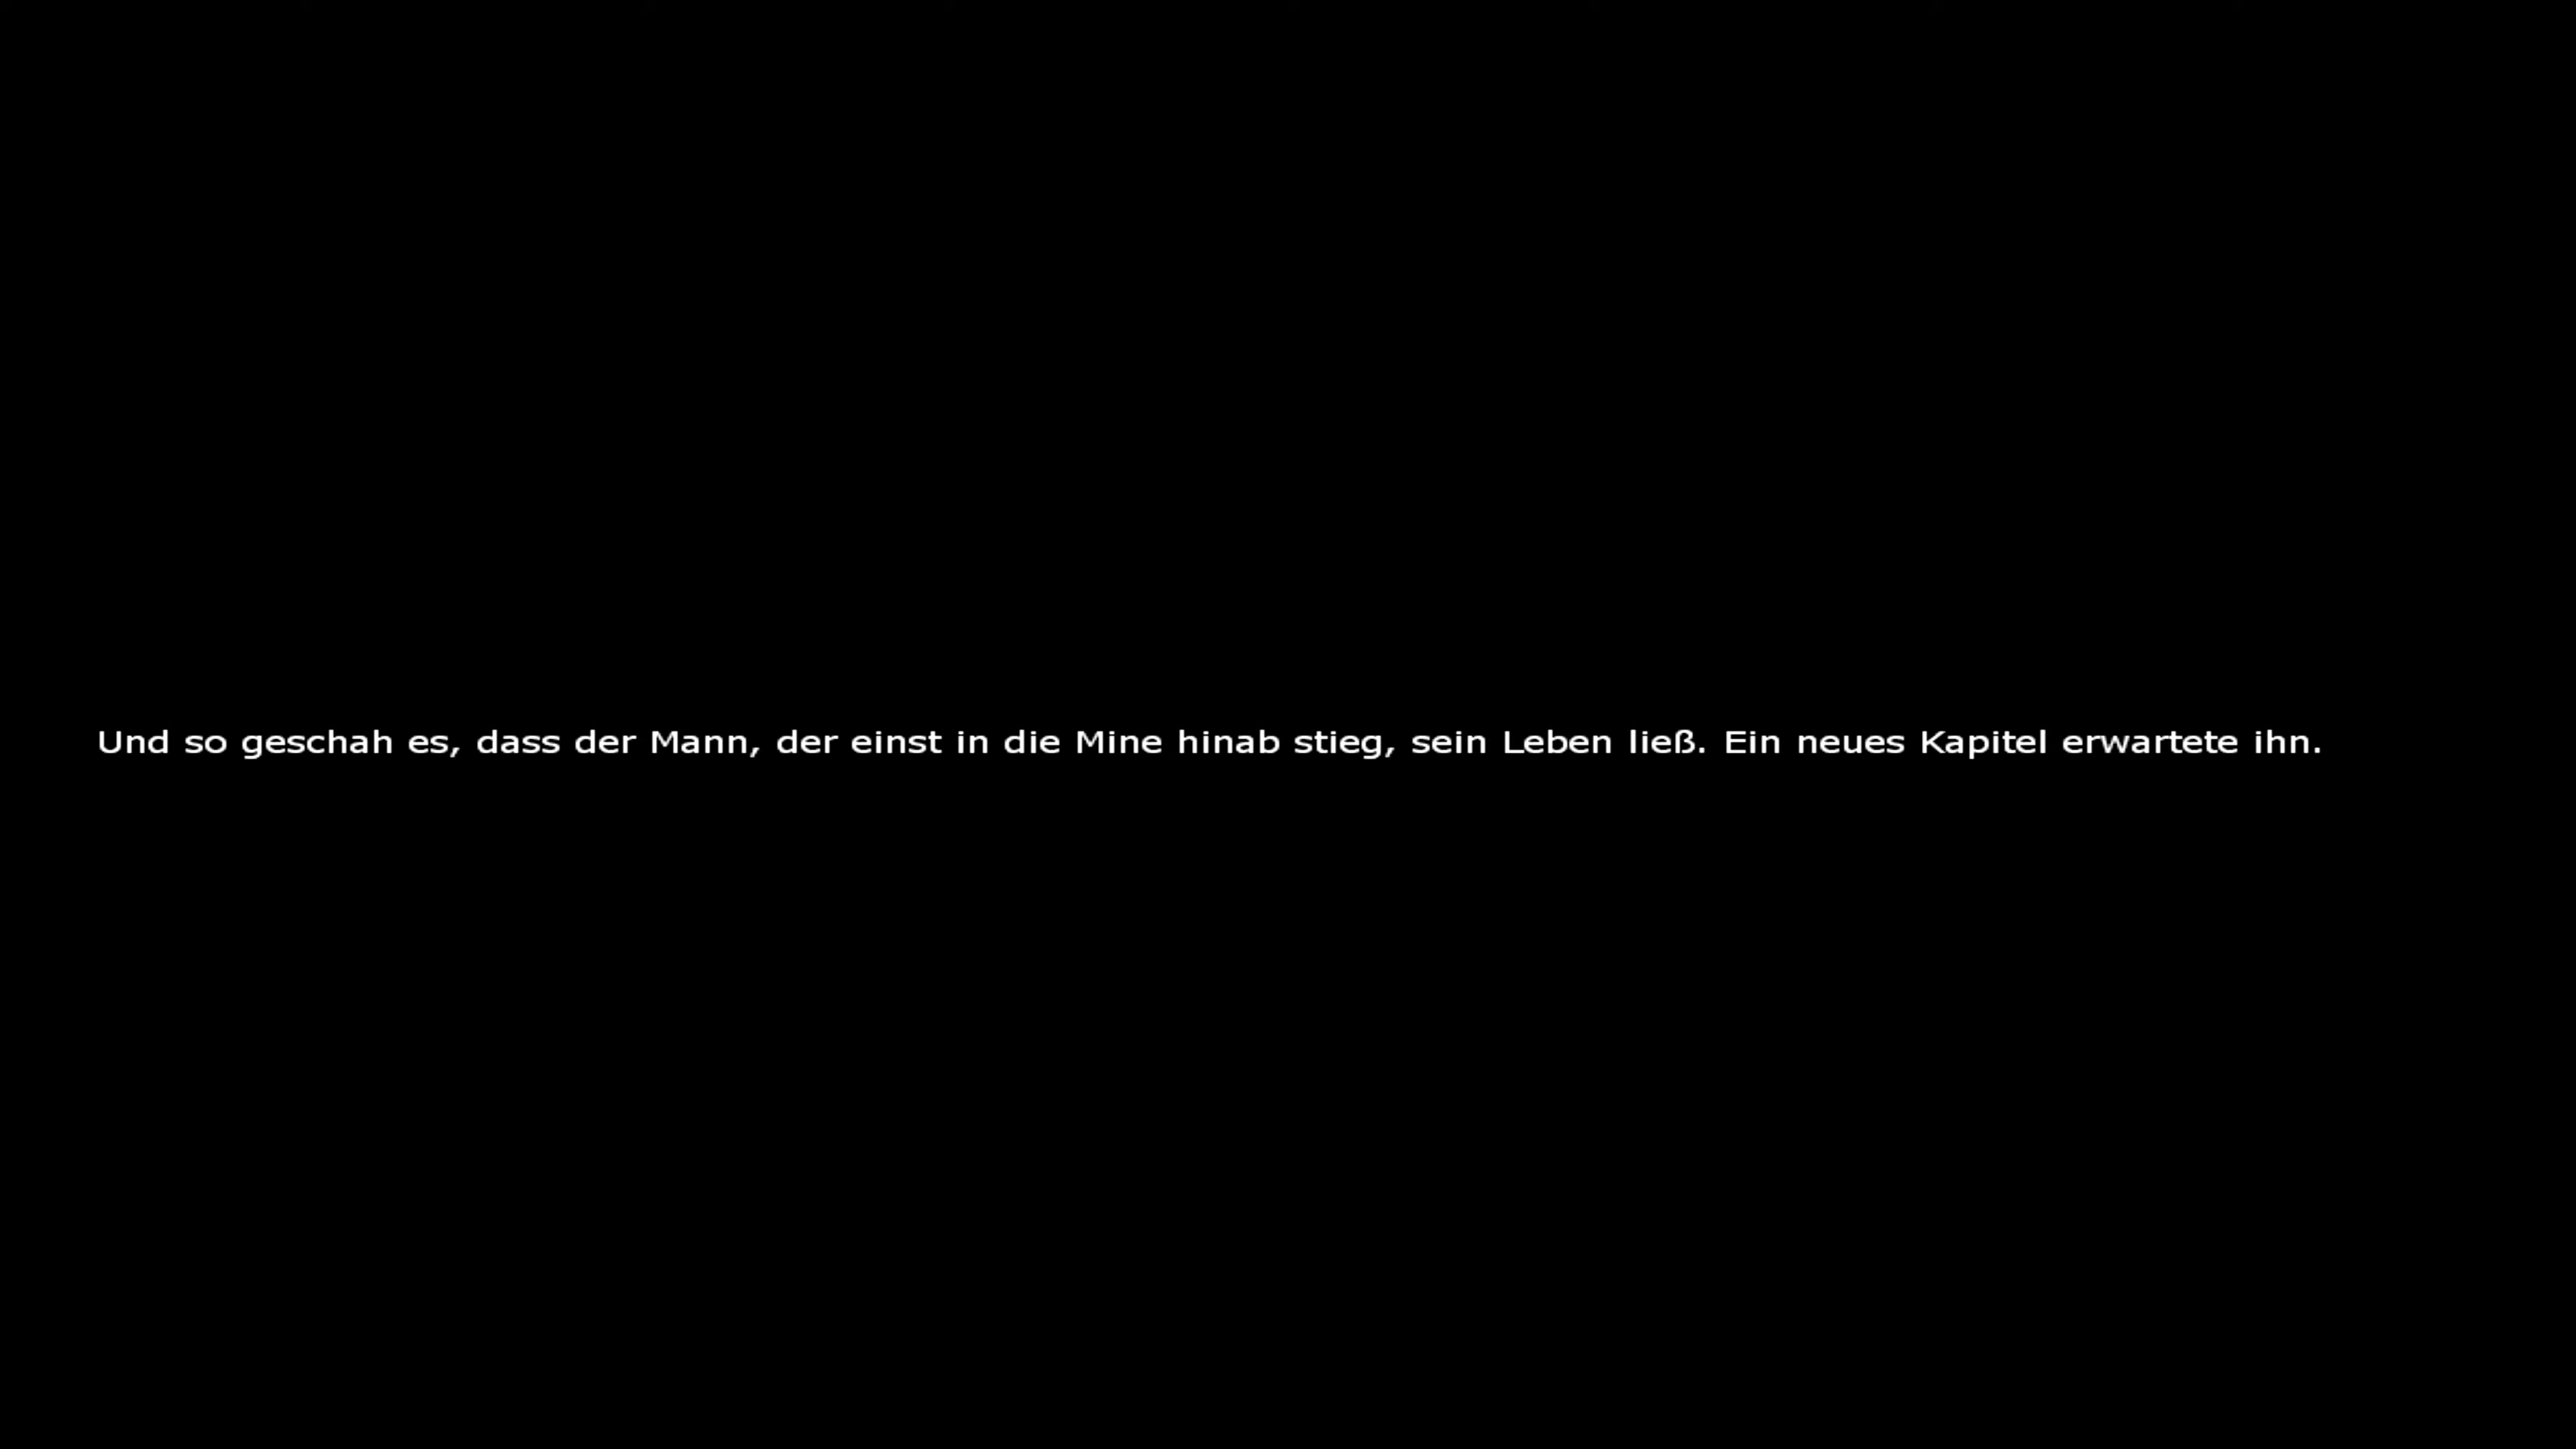 Und so geschah es, dass der Mann, der einst in die Mine hinab stieg, sein Leben ließ. Ein neues Kapitel erwartete ihn.